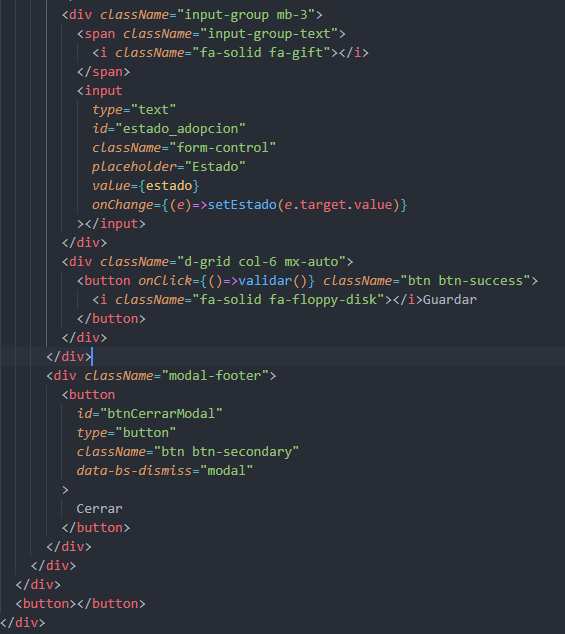 <div className="input-group mb-3">
<span className="input-group-text">
<i className="fa-solid fa-gift"></i>
</span>
<input
type="text"
id="estado_adopcion"
className="form-control"
placeholder="Estado"
value={estado}
onChange={(e)=>setEstado(e.target.value)}
></input>
</div>
<div className="d-grid col-6 mx-auto">
<button onClick={()=>validar()} className="btn btn-success">
<i className="fa-solid fa-floppy-disk"></i>Guardar
</button>
</div>
</div>
<div className="modal-footer">
<button
id="btnCerrarModal"
type="button"
className="btn btn-secondary"
data-bs-dismiss="modal"
>
Cerrar
</button>
</div>
</div>
</div>
<button></button>
</div>